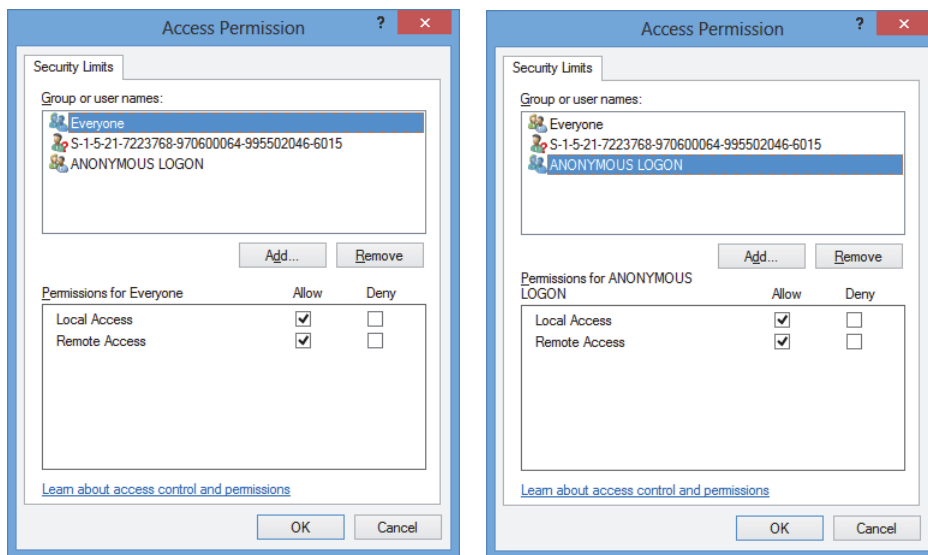 Access Permission
?
Security Limits
Group or user names:
Everyone
S-1-5-21-7223768-970600064-995502046-6015
ANONYMOUS LOGON
Add...
Remove
Permissions for Everyone
Allow
Deny
Local Access
Remote Access
Learn about access control and permissions
OK
Cancel
Access Permission
?
Security Limits
Group or user names:
Everyone
S-1-5-21-7223768-970600064-995502046-6015
ANONYMOUS LOGON
Add...
Remove
Permissions for ANONYMOUS
LOGON
Allow
Deny
Local Access
Remote Access
Learn about access control and permissions
OK
Cancel